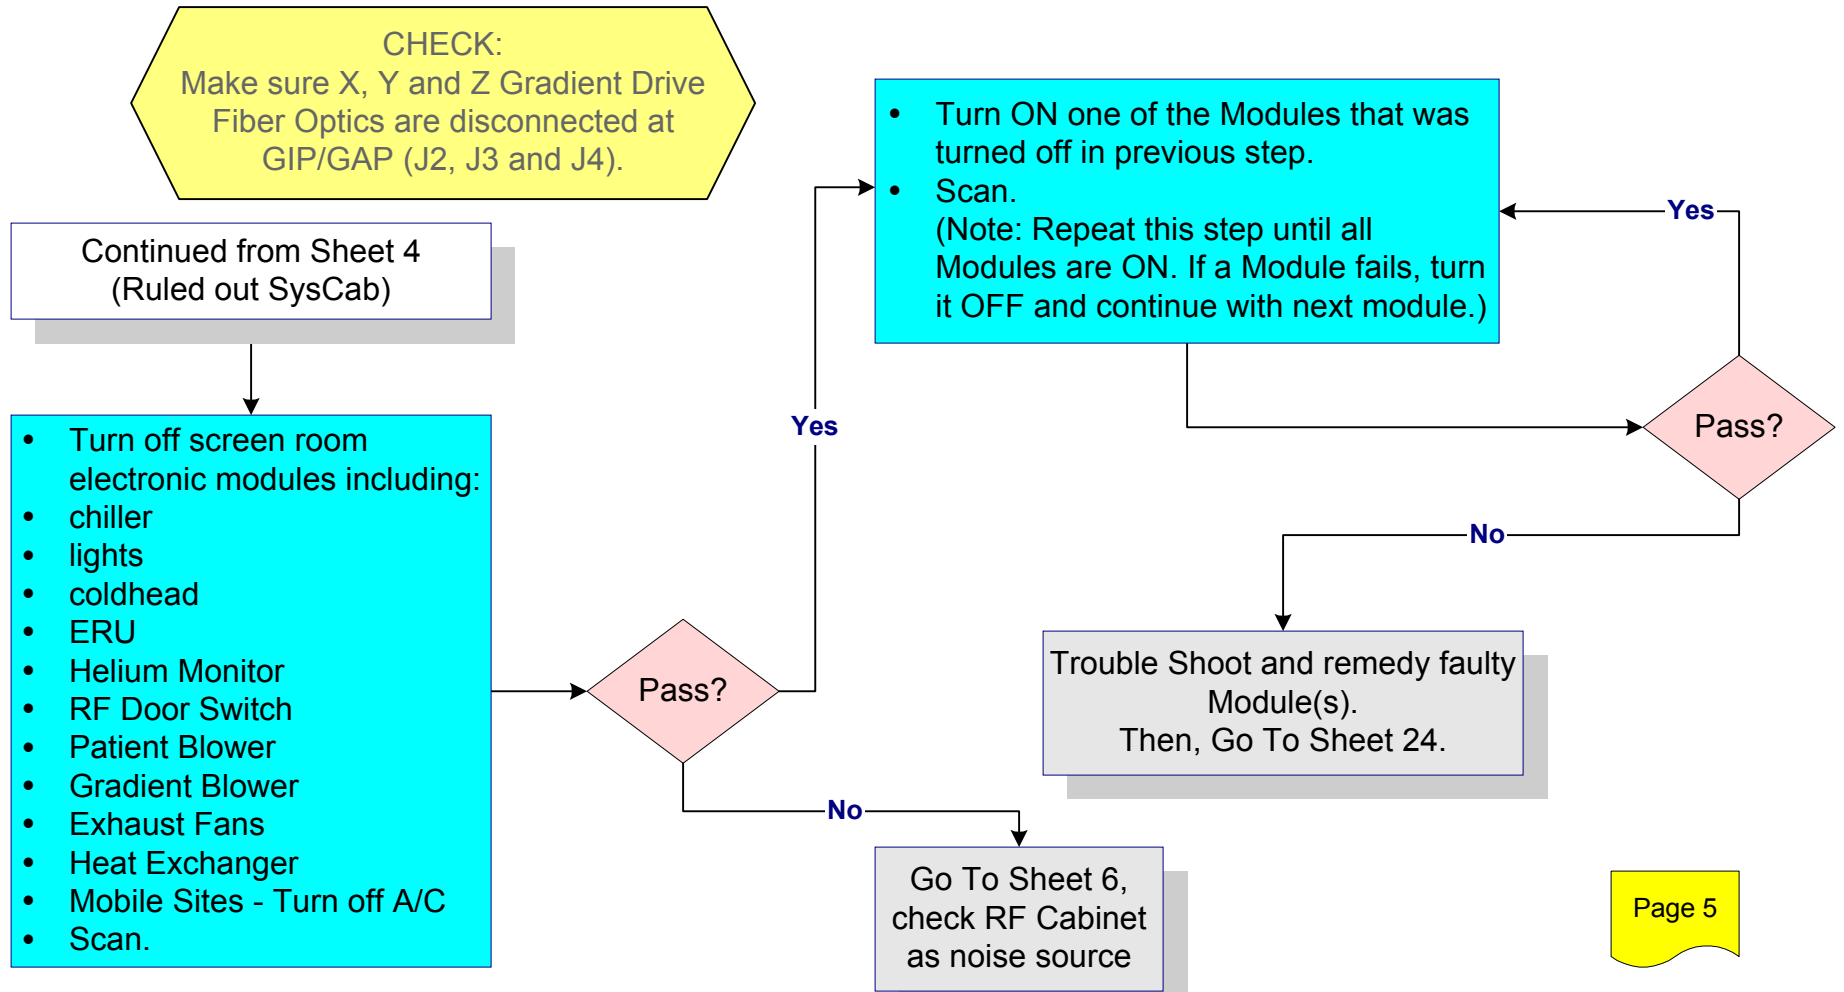 CHECK:
Make sure X, Y and Z Gradient Drive
Fiber Optics are disconnected at
GIP/GAP (J2, J3 and J4).
Continued from Sheet 4
(Ruled out SysCab)
• Turn off screen room
electronic modules including:
• chiller
• lights
• coldhead
• ERU
• Helium Monitor
• RF Door Switch
• Patient Blower
• Gradient Blower
• Exhaust Fans
• Heat Exchanger
• Mobile Sites - Turn off A/C
• Scan.
Pass?
Yes
No
Go To Sheet 6,
check RF Cabinet
as noise source
• Turn ON one of the Modules that was
turned off in previous step.
• Scan.
(Note: Repeat this step until all
Modules are ON. If a Module fails, turn
it OFF and continue with next module.)
Pass?
Yes
No
Trouble Shoot and remedy faulty
Module(s).
Then, Go To Sheet 24.
Page 5